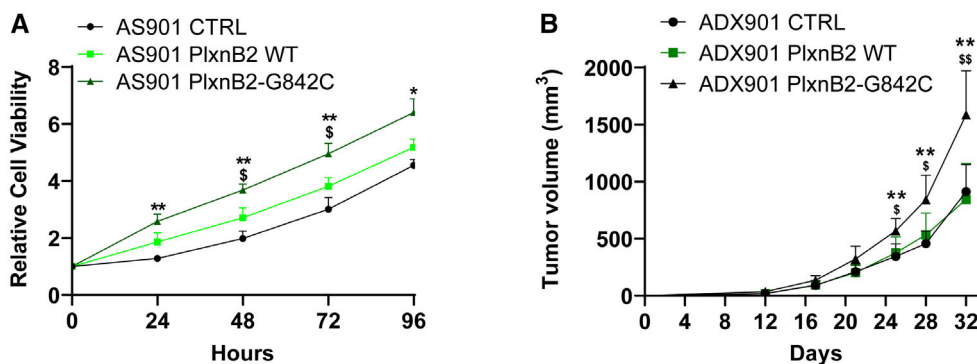 A
AS901 CTRL
AS901 PlxnB2 WT
AS901 PlxnB2-G842C
Relative Cell Viability
8
6
4
2
0
**
**
$
**
$
*
0 24 48 72 96
Hours
B
ADX901 CTRL
ADX901 PlxnB2 WT
ADX901 PlxnB2-G842C
Tumor volume (mm³)
2000
1500
1000
500
0
**
$
**
$
**
$$
0 4 8 12 16 20 24 28 32
Days